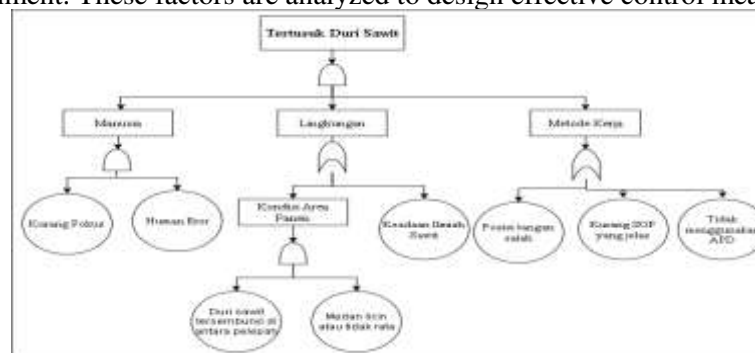 These factors are analyzed to design effective control
Tertusuk Duri Sawit
Manusia
Lingkungan
Metode Kerja
Kurang Fokus
Human Eror
Kondisi Area
Panen
Keadaan Buah
Sawit
Posisi tangan
salah
Kurang SOP
yang jelas
Tidak
menggunakan
APD
Duri sawit
tersembunyi di
antara pelepah
Medan licin
atau tidak rata